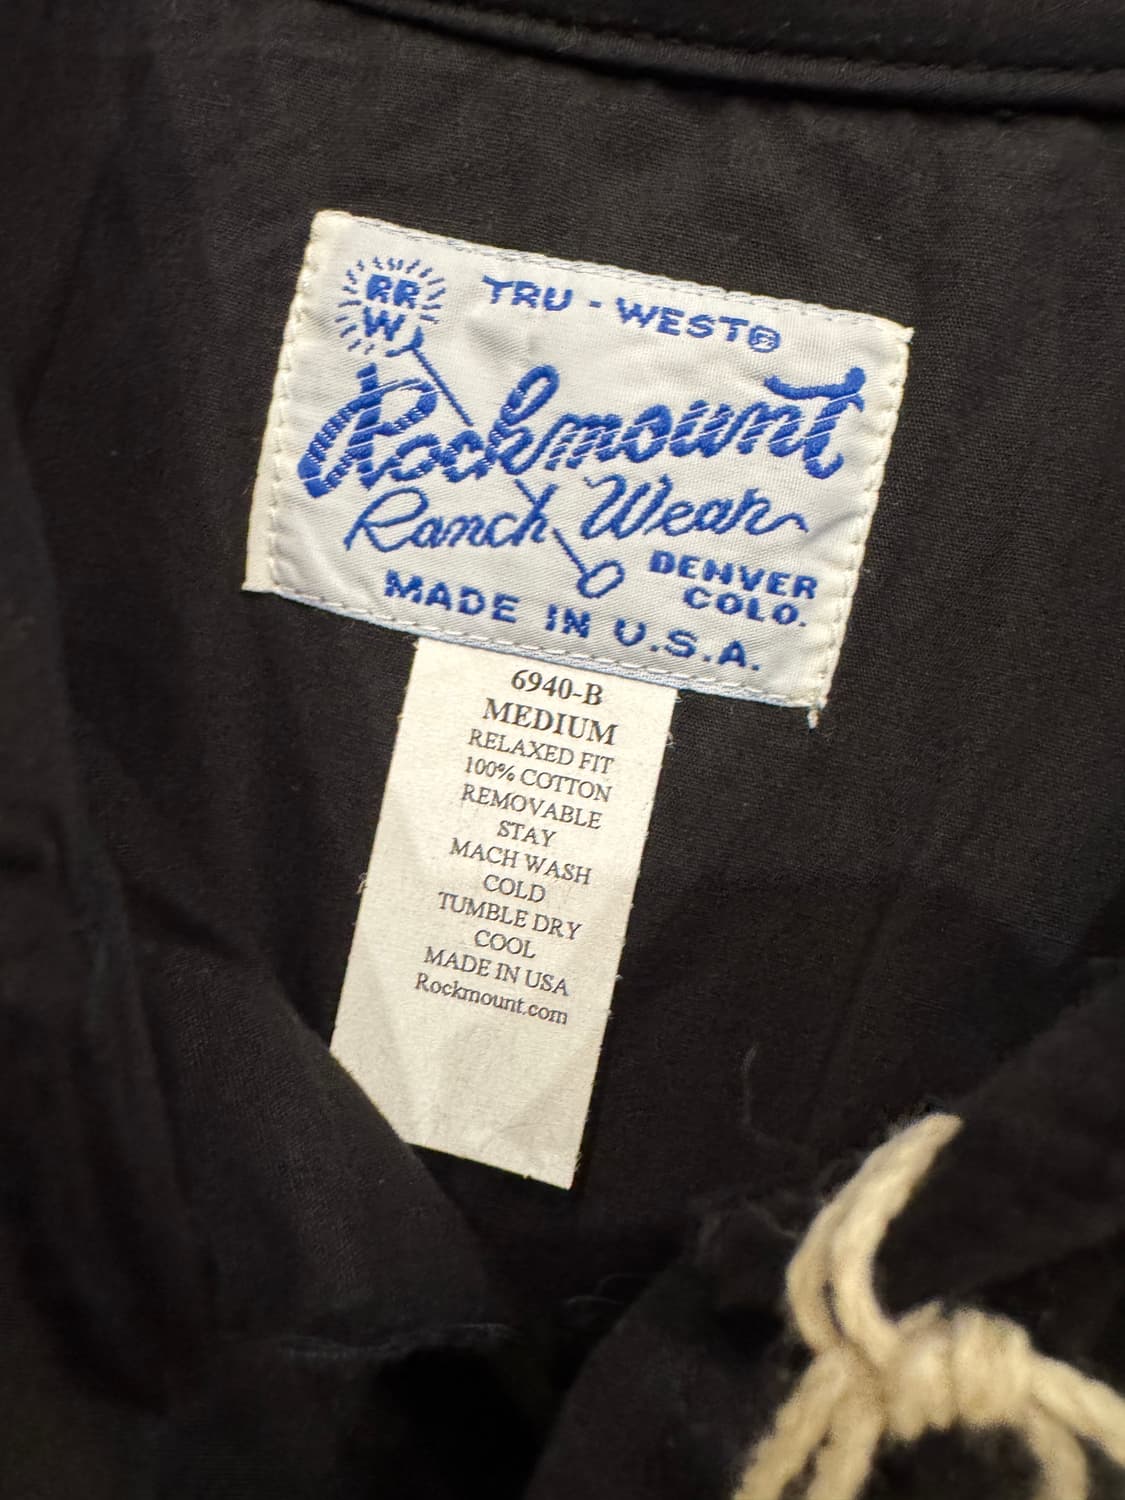 RR
W
TRU - WEST®
Rockmount
Ranch Wear
DENVER
COLO.
MADE IN U.S.A.
6940-B
MEDIUM
RELAXED FIT
100% COTTON
REMOVABLE
STAY
MACH WASH
COLD
TUMBLE DRY
COOL
MADE IN USA
Rockmount.com